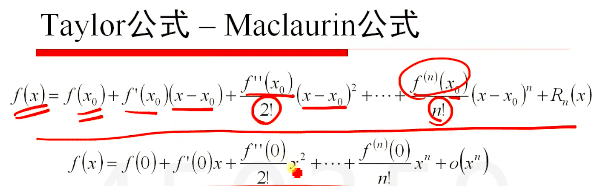 Taylor公式 – Maclaurin公式
f(x) = f(x₀) + f'(x₀)(x − x₀) + f''(x₀)/2! (x − x₀)² + ⋯ + f⁽ⁿ⁾(x₀)/n! (x − x₀)ⁿ + Rₙ(x)
f(x) = f(0) + f'(0)x + f''(0)/2! x² + ⋯ + f⁽ⁿ⁾(0)/n! xⁿ + o(xⁿ)